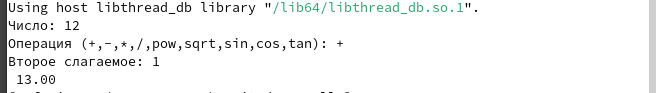 Using host libthread_db library "/lib64/libthread_db.so.1".
Число: 12
Операция (+,-,*,/,pow,sqrt,sin,cos,tan): +
Второе слагаемое: 1
13.00